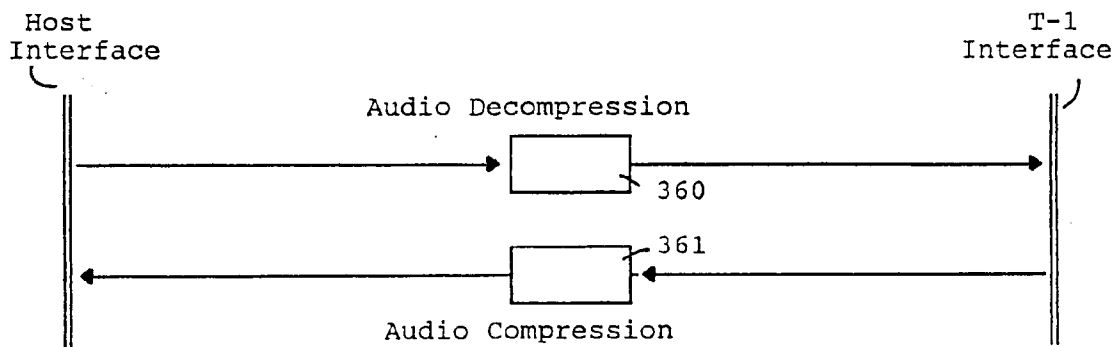 Host
Interface
T-1
Interface
Audio Decompression
360
361
Audio Compression